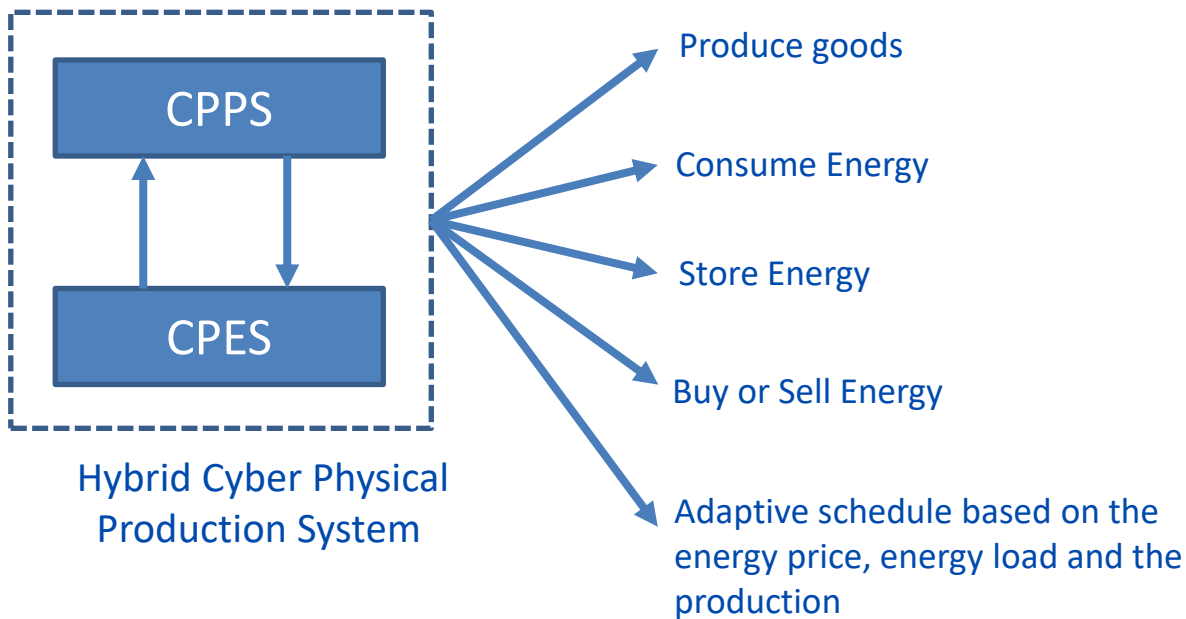 CPPS
CPES
Hybrid Cyber Physical
Production System
Produce goods
Consume Energy
Store Energy
Buy or Sell Energy
Adaptive schedule based on the
energy price, energy load and the
production